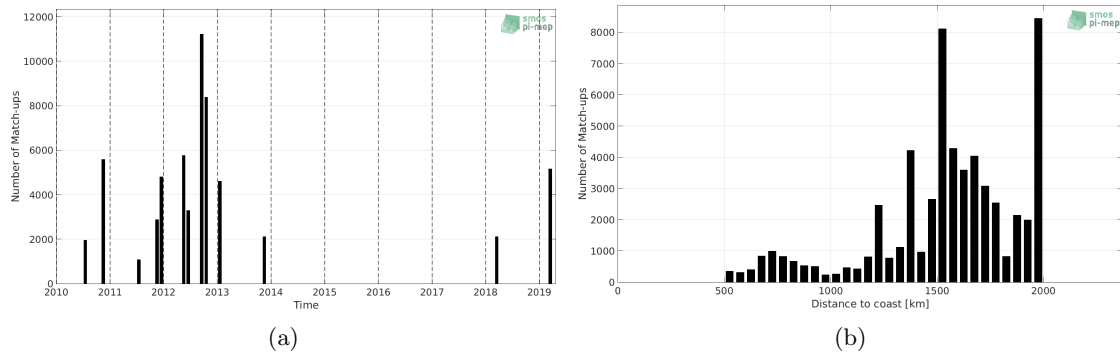 smos
pi-mep
Number of Match-ups
12000
10000
8000
6000
4000
2000
0
2010 2011 2012 2013 2014 2015 2016 2017 2018 2019
Time
(a)
smos
pi-mep
Number of Match-ups
8000
7000
6000
5000
4000
3000
2000
1000
0
0 500 1000 1500 2000
Distance to coast [km]
(b)